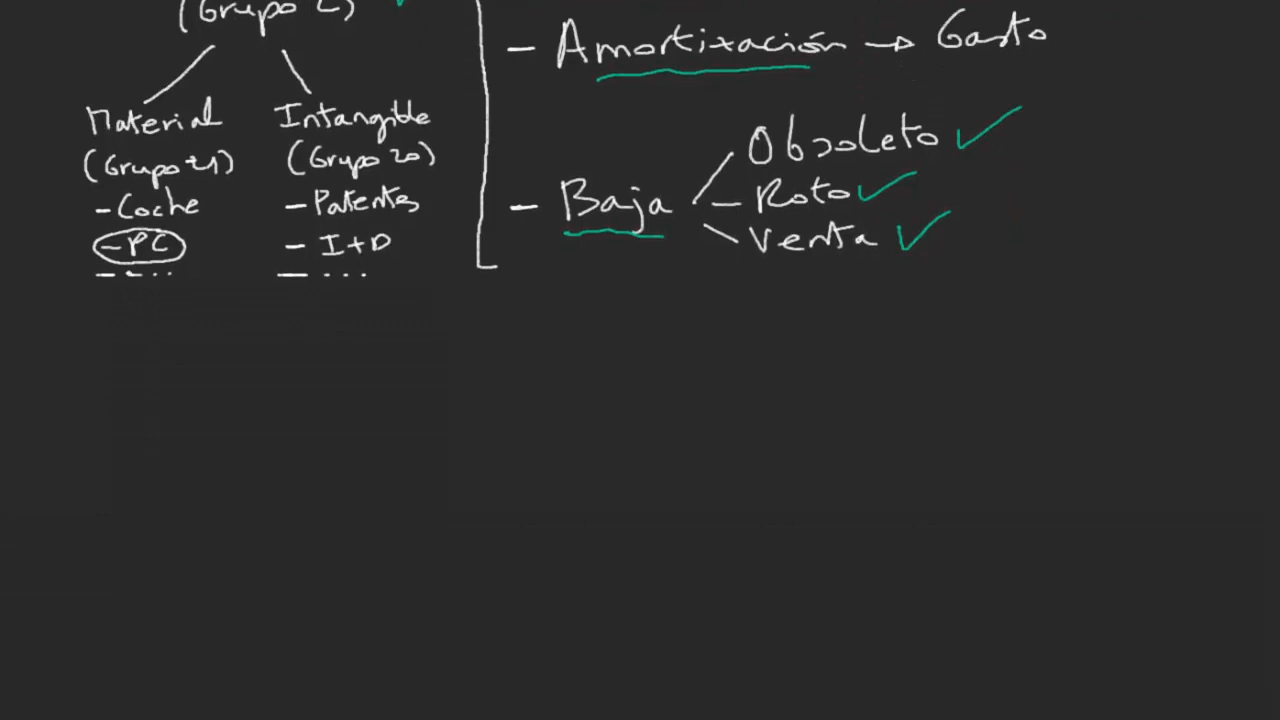 (Grupo 2)
Material
(Grupo 21)
- Coche
- PC
- ...
Intangible
(Grupo 20)
- Patentes
- I+D
- ...
- Amortización → Gasto
- Baja
Obsoleto ✓
- Roto ✓
Venta ✓